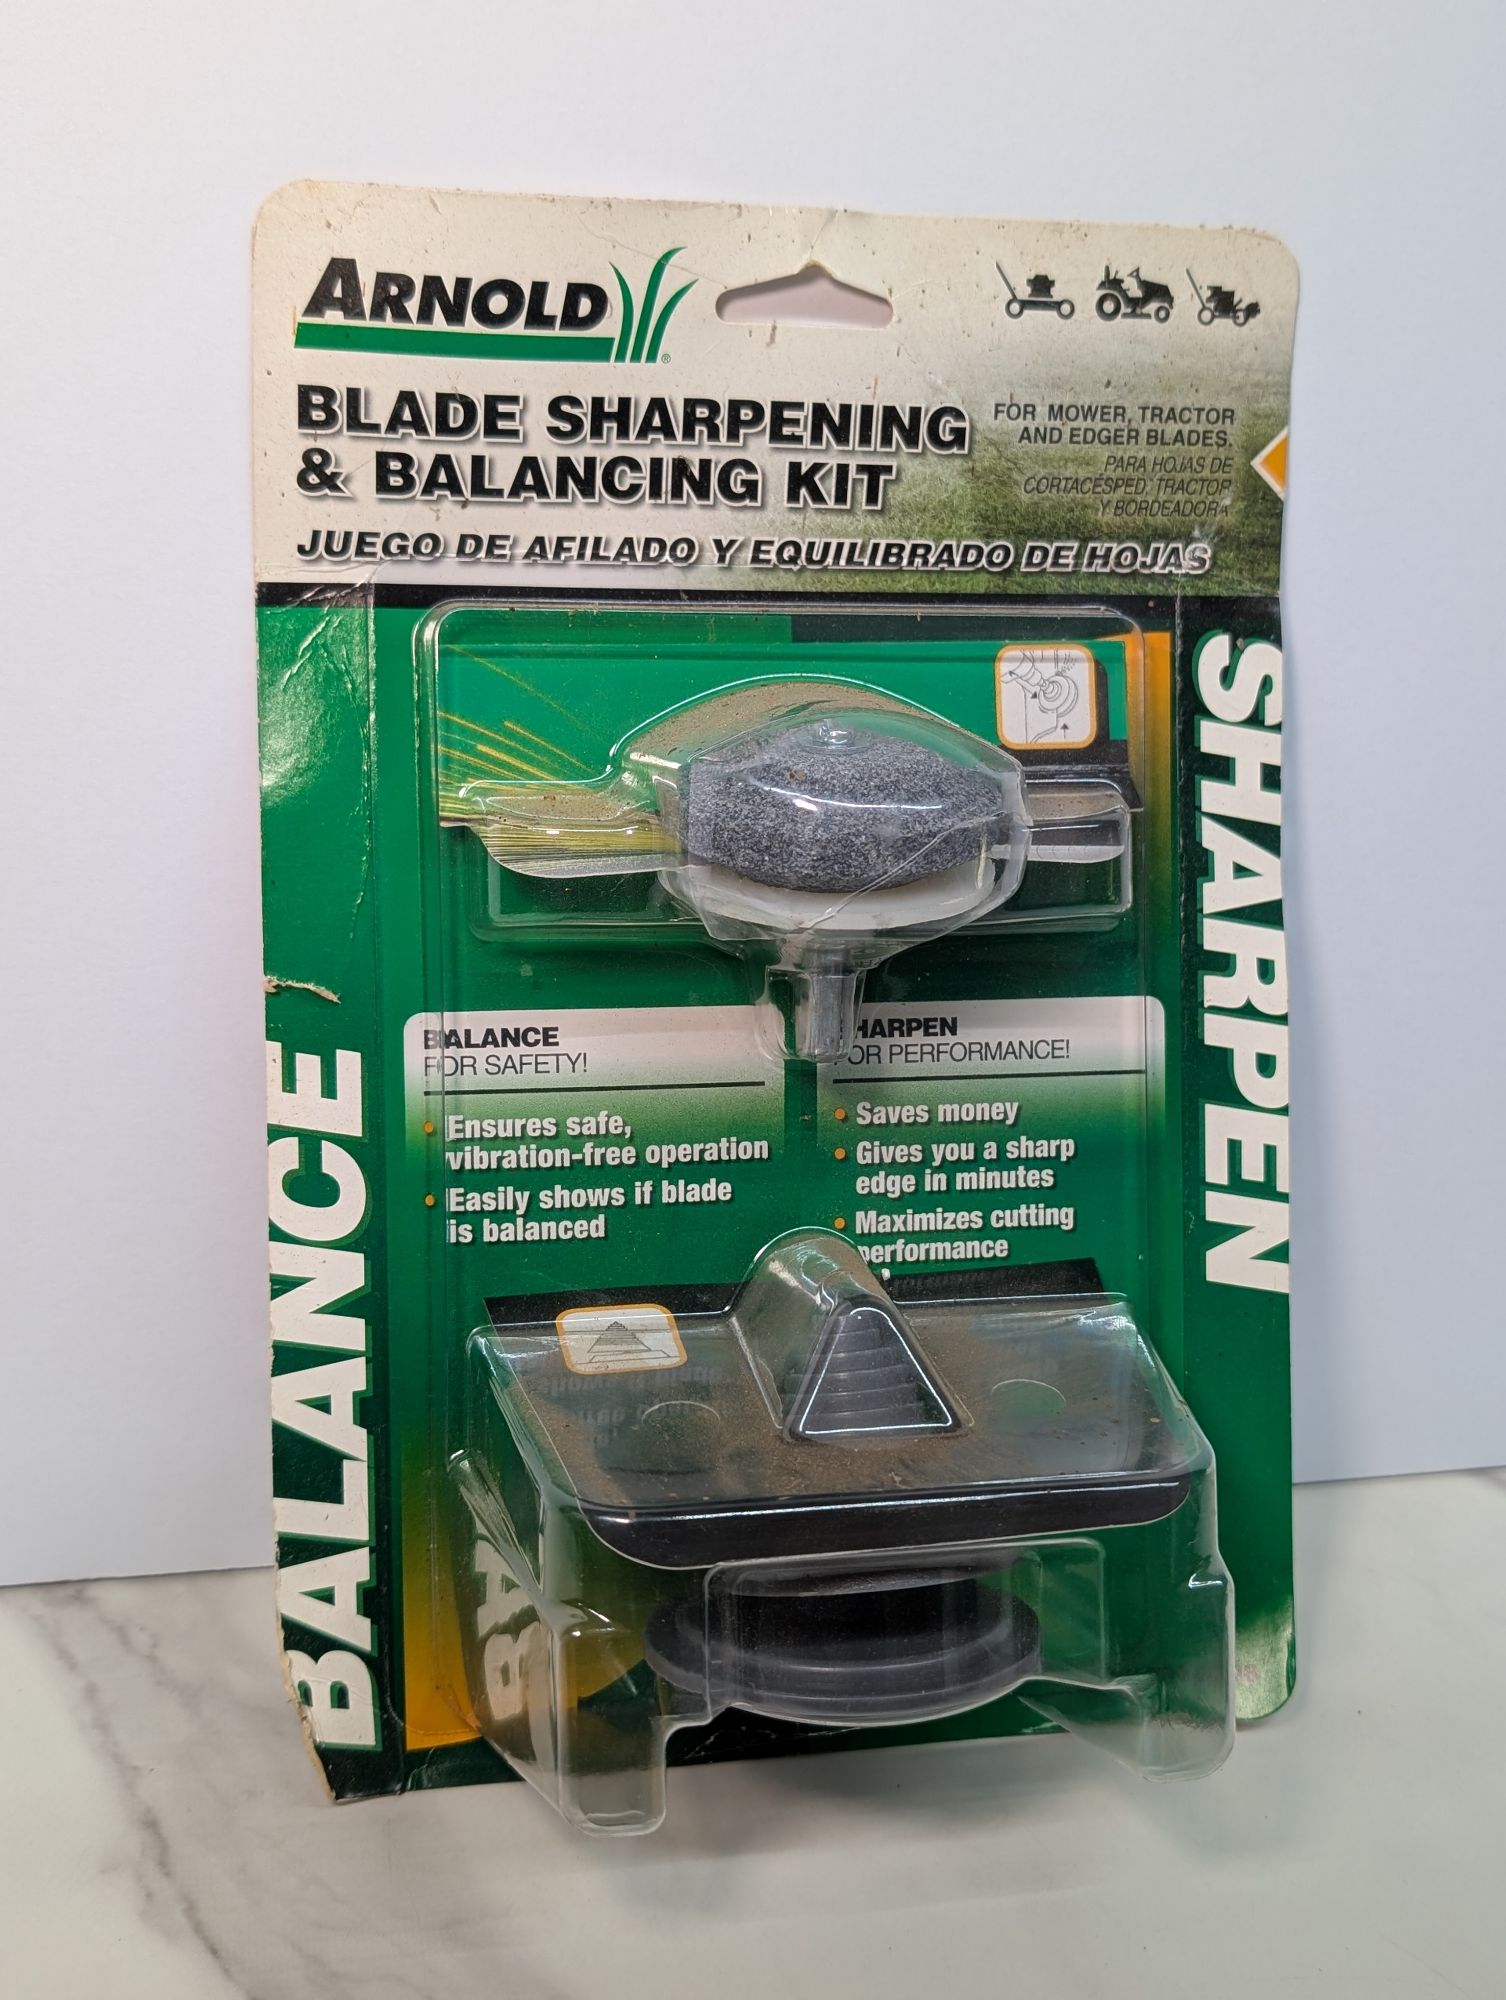 ARNOLD
®
BLADE SHARPENING
& BALANCING KIT
JUEGO DE AFILADO Y EQUILIBRADO DE HOJAS
FOR MOWER, TRACTOR
AND EDGER BLADES.
PARA HOJAS DE
CORTACÉSPED, TRACTOR
Y BORDEADORA
SHARPEN
BALANCE
BALANCE
FOR SAFETY!
• Ensures safe,
vibration-free operation
• Easily shows if blade
is balanced
SHARPEN
FOR PERFORMANCE!
• Saves money
• Gives you a sharp
edge in minutes
• Maximizes cutting
performance